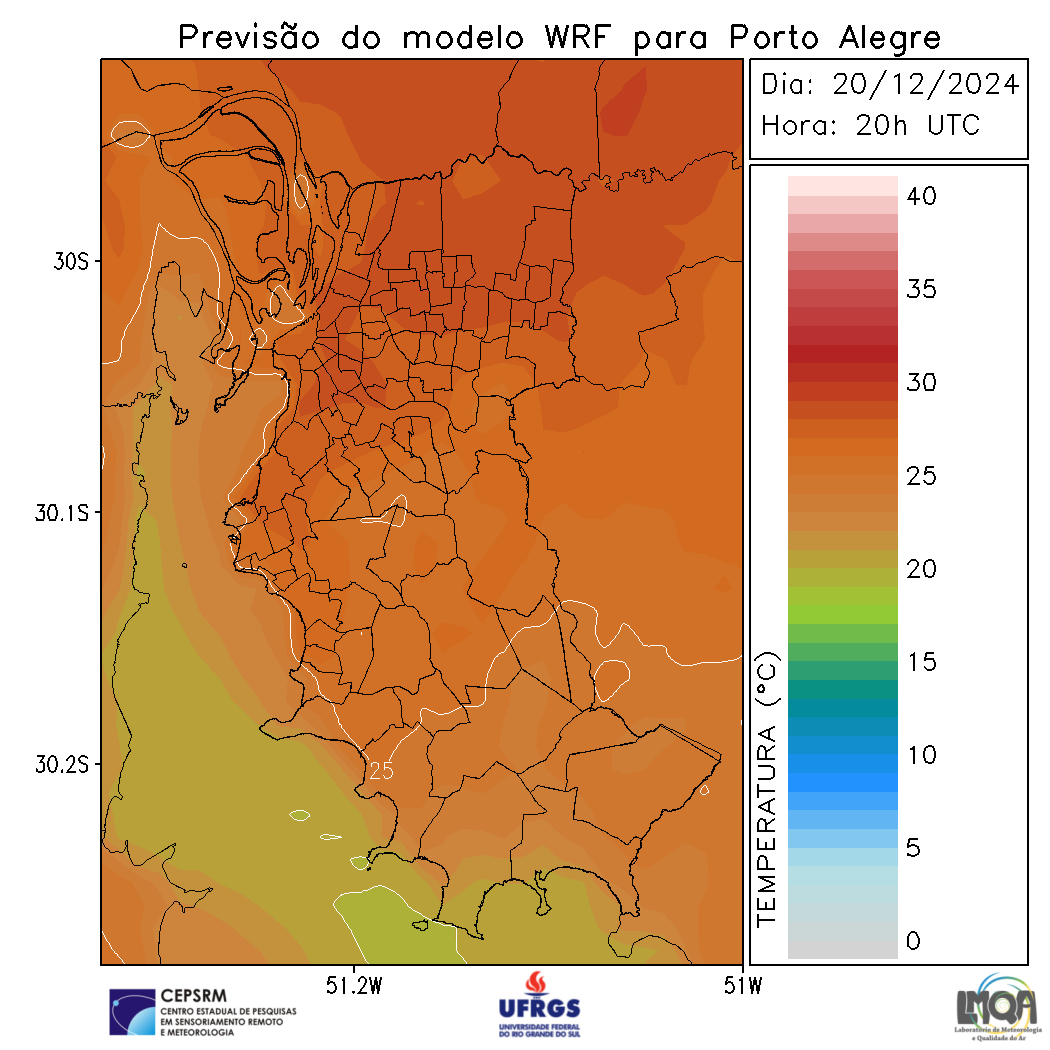 Previsão do modelo WRF para Porto Alegre
Dia: 20/12/2024
Hora: 20h UTC
30S
30.1S
30.2S
25
51.2W
51W
40
35
30
25
20
15
10
5
0
TEMPERATURA (°C)
CEPSRM
CENTRO ESTADUAL DE PESQUISAS
EM SENSORIAMENTO REMOTO
E METEOROLOGIA
UFRGS
UNIVERSIDADE FEDERAL
DO RIO GRANDE DO SUL
LMQA
Laboratório de Meteorologia
e Qualidade do Ar